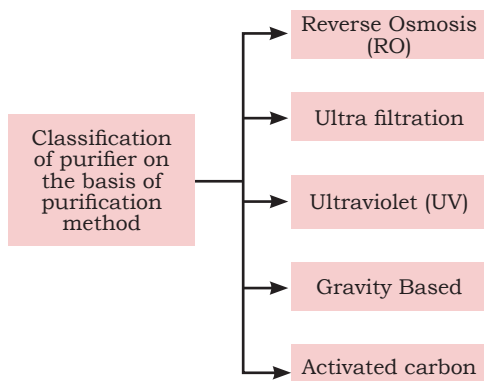 Classification
of purifier on
the basis of
purification
method
Reverse Osmosis
(RO)
Ultra filtration
Ultraviolet (UV)
Gravity Based
Activated carbon